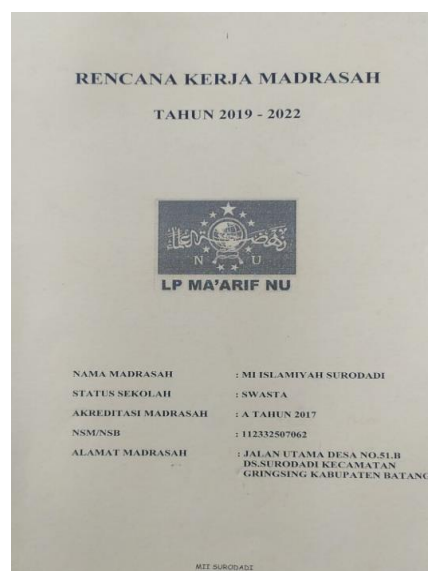 RENCANA KERJA MADRASAH
TAHUN 2019 - 2022
نهضة العلماء
N U
LP MA'ARIF NU
NAMA MADRASAH : MI ISLAMIYAH SURODADI
STATUS SEKOLAH : SWASTA
AKREDITASI MADRASAH : A TAHUN 2017
NSM/NSB : 112332507062
ALAMAT MADRASAH : JALAN UTAMA DESA NO.51.B
DS.SURODADI KECAMATAN
GRINGSING KABUPATEN BATANG
MII SURODADI